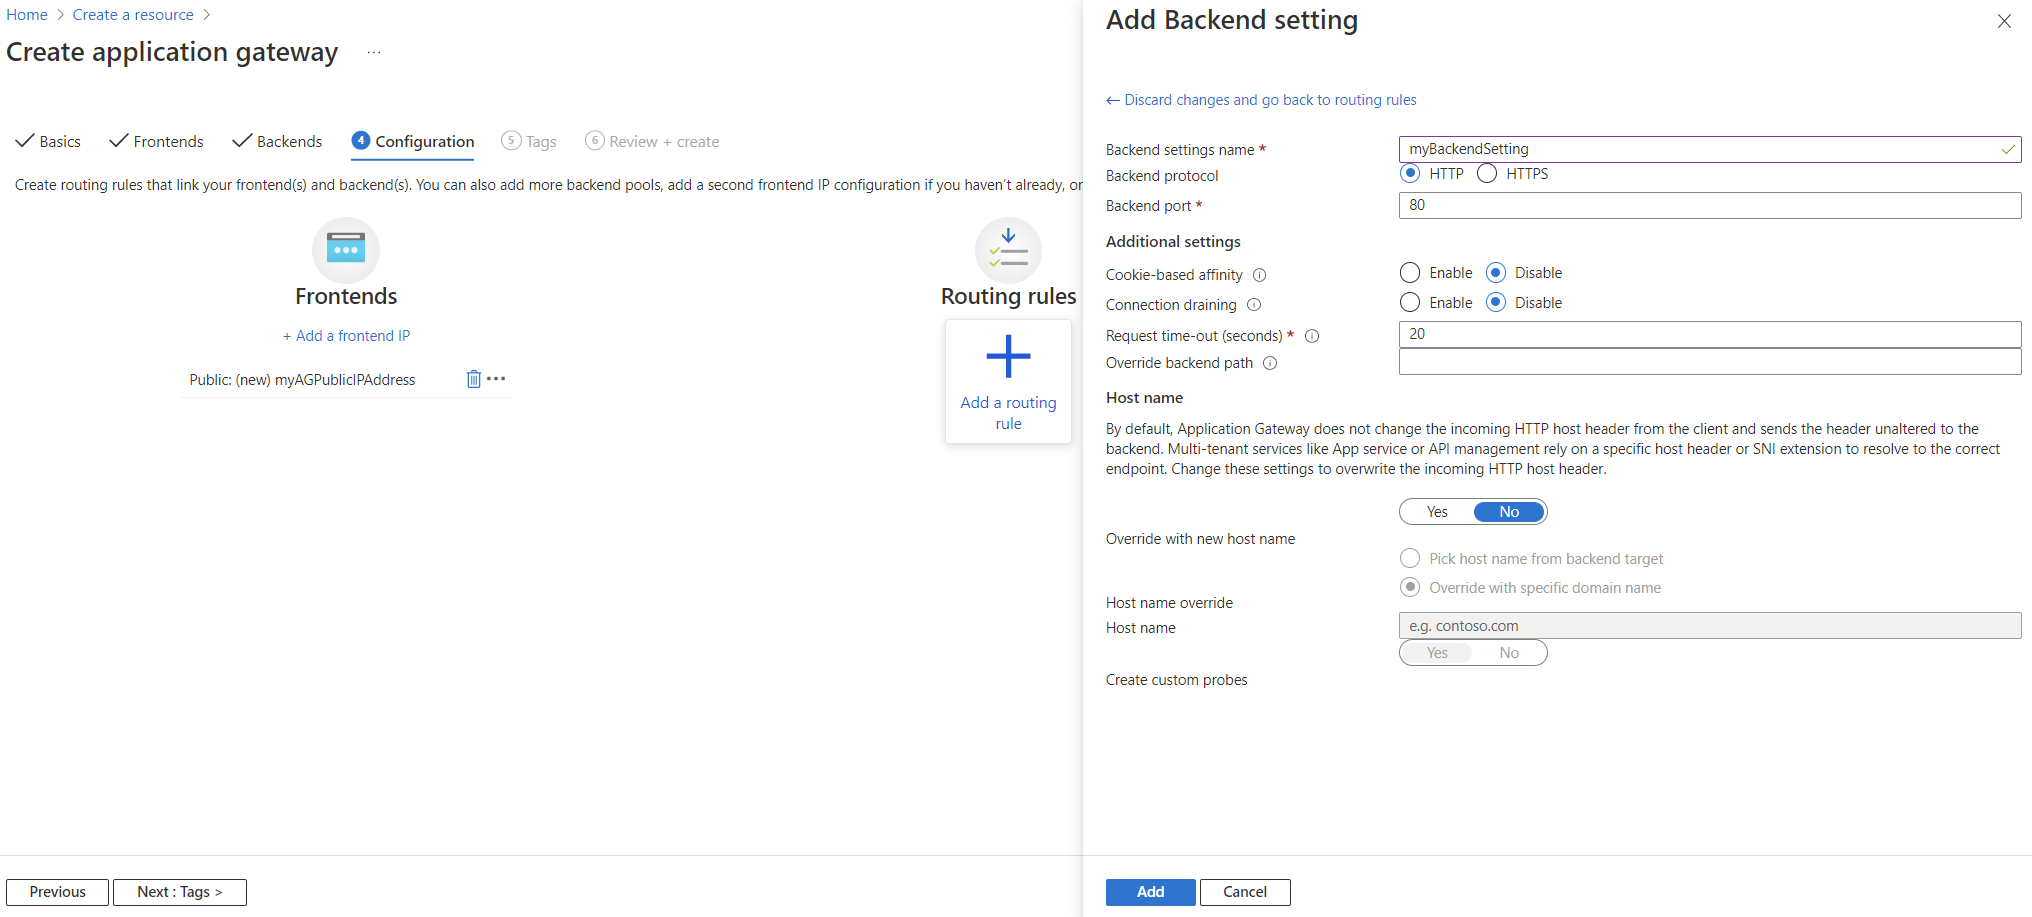 Home > Create a resource >
Create application gateway ...
Basics Frontends Backends 4 Configuration 5 Tags 6 Review + create
Create routing rules that link your frontend(s) and backend(s). You can also add more backend pools, add a second frontend IP configuration if you haven't already, or
Frontends
+ Add a frontend IP
Public: (new) myAGPublicIPAddress
Routing rules
Add a routing
rule
Previous
Next : Tags >
Add Backend setting
← Discard changes and go back to routing rules
Backend settings name * myBackendSetting
Backend protocol HTTP HTTPS
Backend port * 80
Additional settings
Cookie-based affinity Enable Disable
Connection draining Enable Disable
Request time-out (seconds) * 20
Override backend path
Host name
By default, Application Gateway does not change the incoming HTTP host header from the client and sends the header unaltered to the
backend. Multi-tenant services like App service or API management rely on a specific host header or SNI extension to resolve to the correct
endpoint. Change these settings to overwrite the incoming HTTP host header.
Yes No
Override with new host name
Pick host name from backend target
Override with specific domain name
Host name override
Host name e.g. contoso.com
Yes No
Create custom probes
Add
Cancel